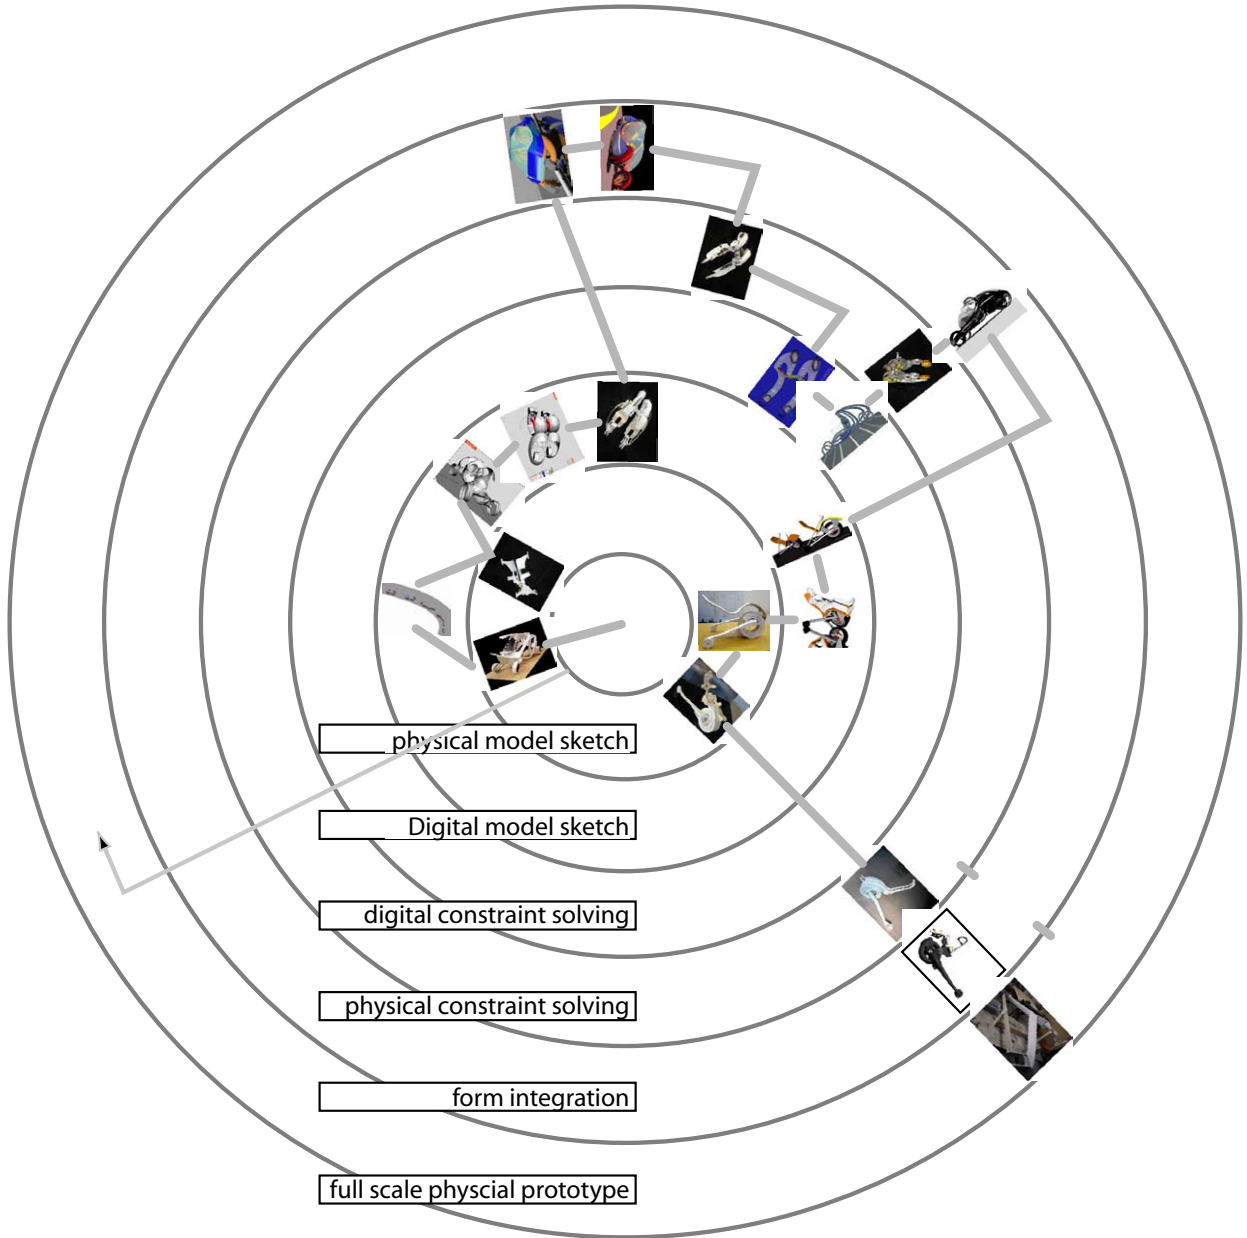 physical model sketch
Digital model sketch
digital constraint solving
physical constraint solving
form integration
full scale physcial prototype